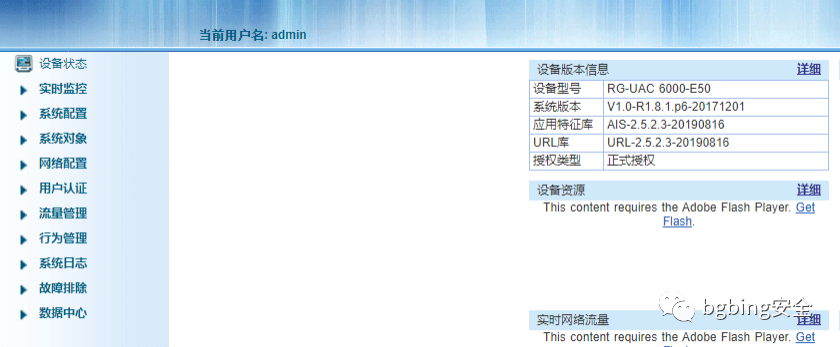 当前用户名: admin
设备状态
实时监控
系统配置
系统对象
网络配置
用户认证
流量管理
行为管理
系统日志
故障排除
数据中心
设备版本信息 详细
设备型号 RG-UAC 6000-E50
系统版本 V1.0-R1.8.1.p6-20171201
应用特征库 AIS-2.5.2.3-20190816
URL库 URL-2.5.2.3-20190816
授权类型 正式授权
设备资源 详细
This content requires the Adobe Flash Player. Get
Flash.
bgbing安全
实时网络流量 详细
This content requires the Adobe Flash Player. Get